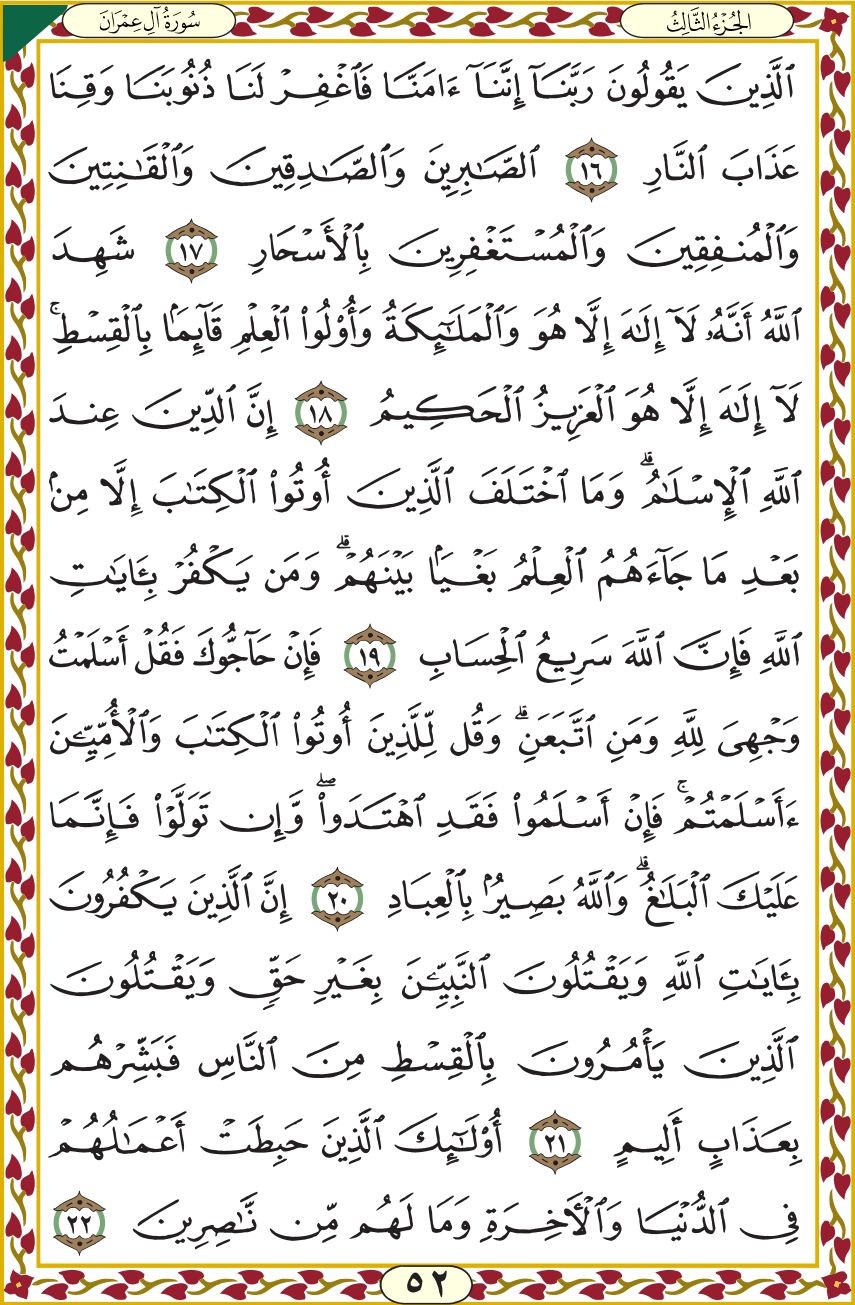 الجُزْءُ الثَّالِثُ
سُورَةُ آلِ عِمْرَانَ
ٱلَّذِينَ يَقُولُونَ رَبَّنَآ إِنَّنَآ ءَامَنَّا فَٱغْفِرْ لَنَا ذُنُوبَنَا وَقِنَا
عَذَابَ ٱلنَّارِ ١٦ ٱلصَّـٰبِرِينَ وَٱلصَّـٰدِقِينَ وَٱلْقَـٰنِتِينَ
وَٱلْمُنفِقِينَ وَٱلْمُسْتَغْفِرِينَ بِٱلْأَسْحَارِ ١٧ شَهِدَ
ٱللَّهُ أَنَّهُۥ لَآ إِلَـٰهَ إِلَّا هُوَ وَٱلْمَلَـٰٓئِكَةُ وَأُو۟لُوا۟ ٱلْعِلْمِ قَآئِمًۢا بِٱلْقِسْطِ ۚ
لَآ إِلَـٰهَ إِلَّا هُوَ ٱلْعَزِيزُ ٱلْحَكِيمُ ١٨ إِنَّ ٱلدِّينَ عِندَ
ٱللَّهِ ٱلْإِسْلَـٰمُ ۗ وَمَا ٱخْتَلَفَ ٱلَّذِينَ أُوتُوا۟ ٱلْكِتَـٰبَ إِلَّا مِنۢ
بَعْدِ مَا جَآءَهُمُ ٱلْعِلْمُ بَغْيًۢا بَيْنَهُمْ ۗ وَمَن يَكْفُرْ بِـَٔايَـٰتِ
ٱللَّهِ فَإِنَّ ٱللَّهَ سَرِيعُ ٱلْحِسَابِ ١٩ فَإِنْ حَآجُّوكَ فَقُلْ أَسْلَمْتُ
وَجْهِىَ لِلَّهِ وَمَنِ ٱتَّبَعَنِ ۗ وَقُل لِّلَّذِينَ أُوتُوا۟ ٱلْكِتَـٰبَ وَٱلْأُمِّيِّـۧنَ
ءَأَسْلَمْتُمْ ۚ فَإِنْ أَسْلَمُوا۟ فَقَدِ ٱهْتَدَوا۟ ۖ وَّإِن تَوَلَّوْا۟ فَإِنَّمَا
عَلَيْكَ ٱلْبَلَـٰغُ ۗ وَٱللَّهُ بَصِيرٌۢ بِٱلْعِبَادِ ٢٠ إِنَّ ٱلَّذِينَ يَكْفُرُونَ
بِـَٔايَـٰتِ ٱللَّهِ وَيَقْتُلُونَ ٱلنَّبِيِّـۧنَ بِغَيْرِ حَقٍّ وَيَقْتُلُونَ
ٱلَّذِينَ يَأْمُرُونَ بِٱلْقِسْطِ مِنَ ٱلنَّاسِ فَبَشِّرْهُم
بِعَذَابٍ أَلِيمٍ ٢١ أُو۟لَـٰٓئِكَ ٱلَّذِينَ حَبِطَتْ أَعْمَـٰلُهُمْ
فِى ٱلدُّنْيَا وَٱلْـَٔاخِرَةِ وَمَا لَهُم مِّن نَّـٰصِرِينَ ٢٢
٥٢